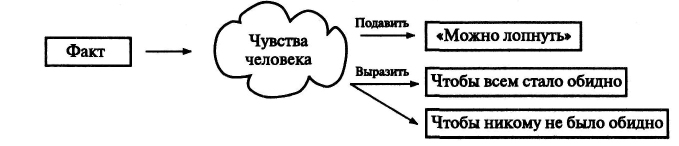 Факт
Чувства
человека
Подавить
«Можно лопнуть»
Выразить
Чтобы всем стало обидно
Чтобы никому не было обидно